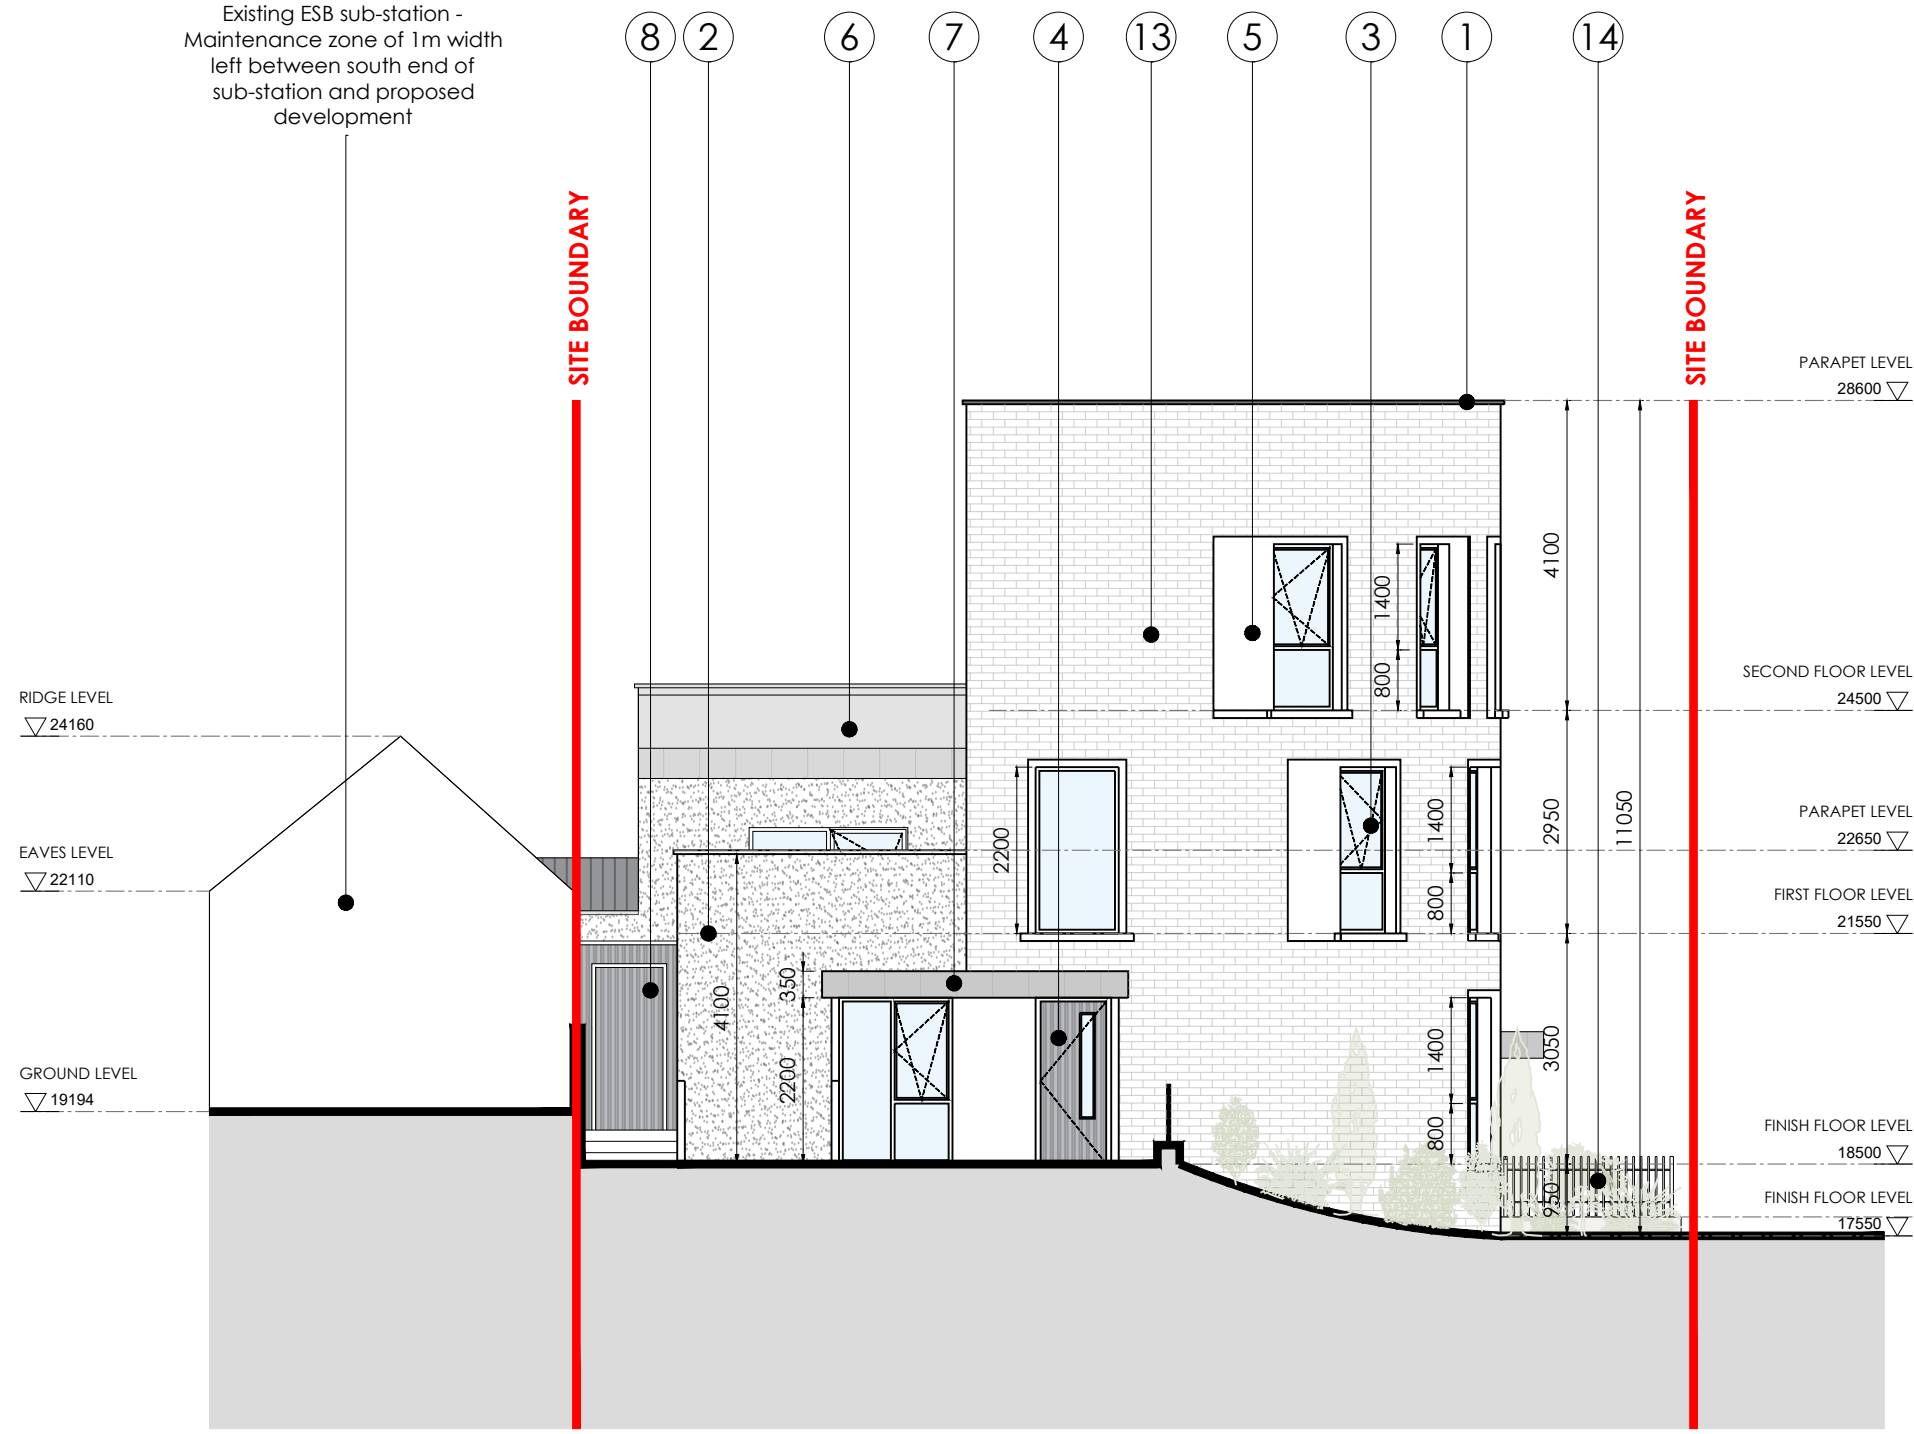 Existing ESB sub-station -
Maintenance zone of 1m width
left between south end of
sub-station and proposed
development
8 2 6 7 4 13 5 3 1 14
SITE BOUNDARY
SITE BOUNDARY
PARAPET LEVEL
28600
SECOND FLOOR LEVEL
24500
PARAPET LEVEL
22650
FIRST FLOOR LEVEL
21550
FINISH FLOOR LEVEL
18500
FINISH FLOOR LEVEL
17550
RIDGE LEVEL
24160
EAVES LEVEL
22110
GROUND LEVEL
19194
4100
1400
800
2950
11050
2200
1400
800
4100
350
2200
3050
1400
800
950